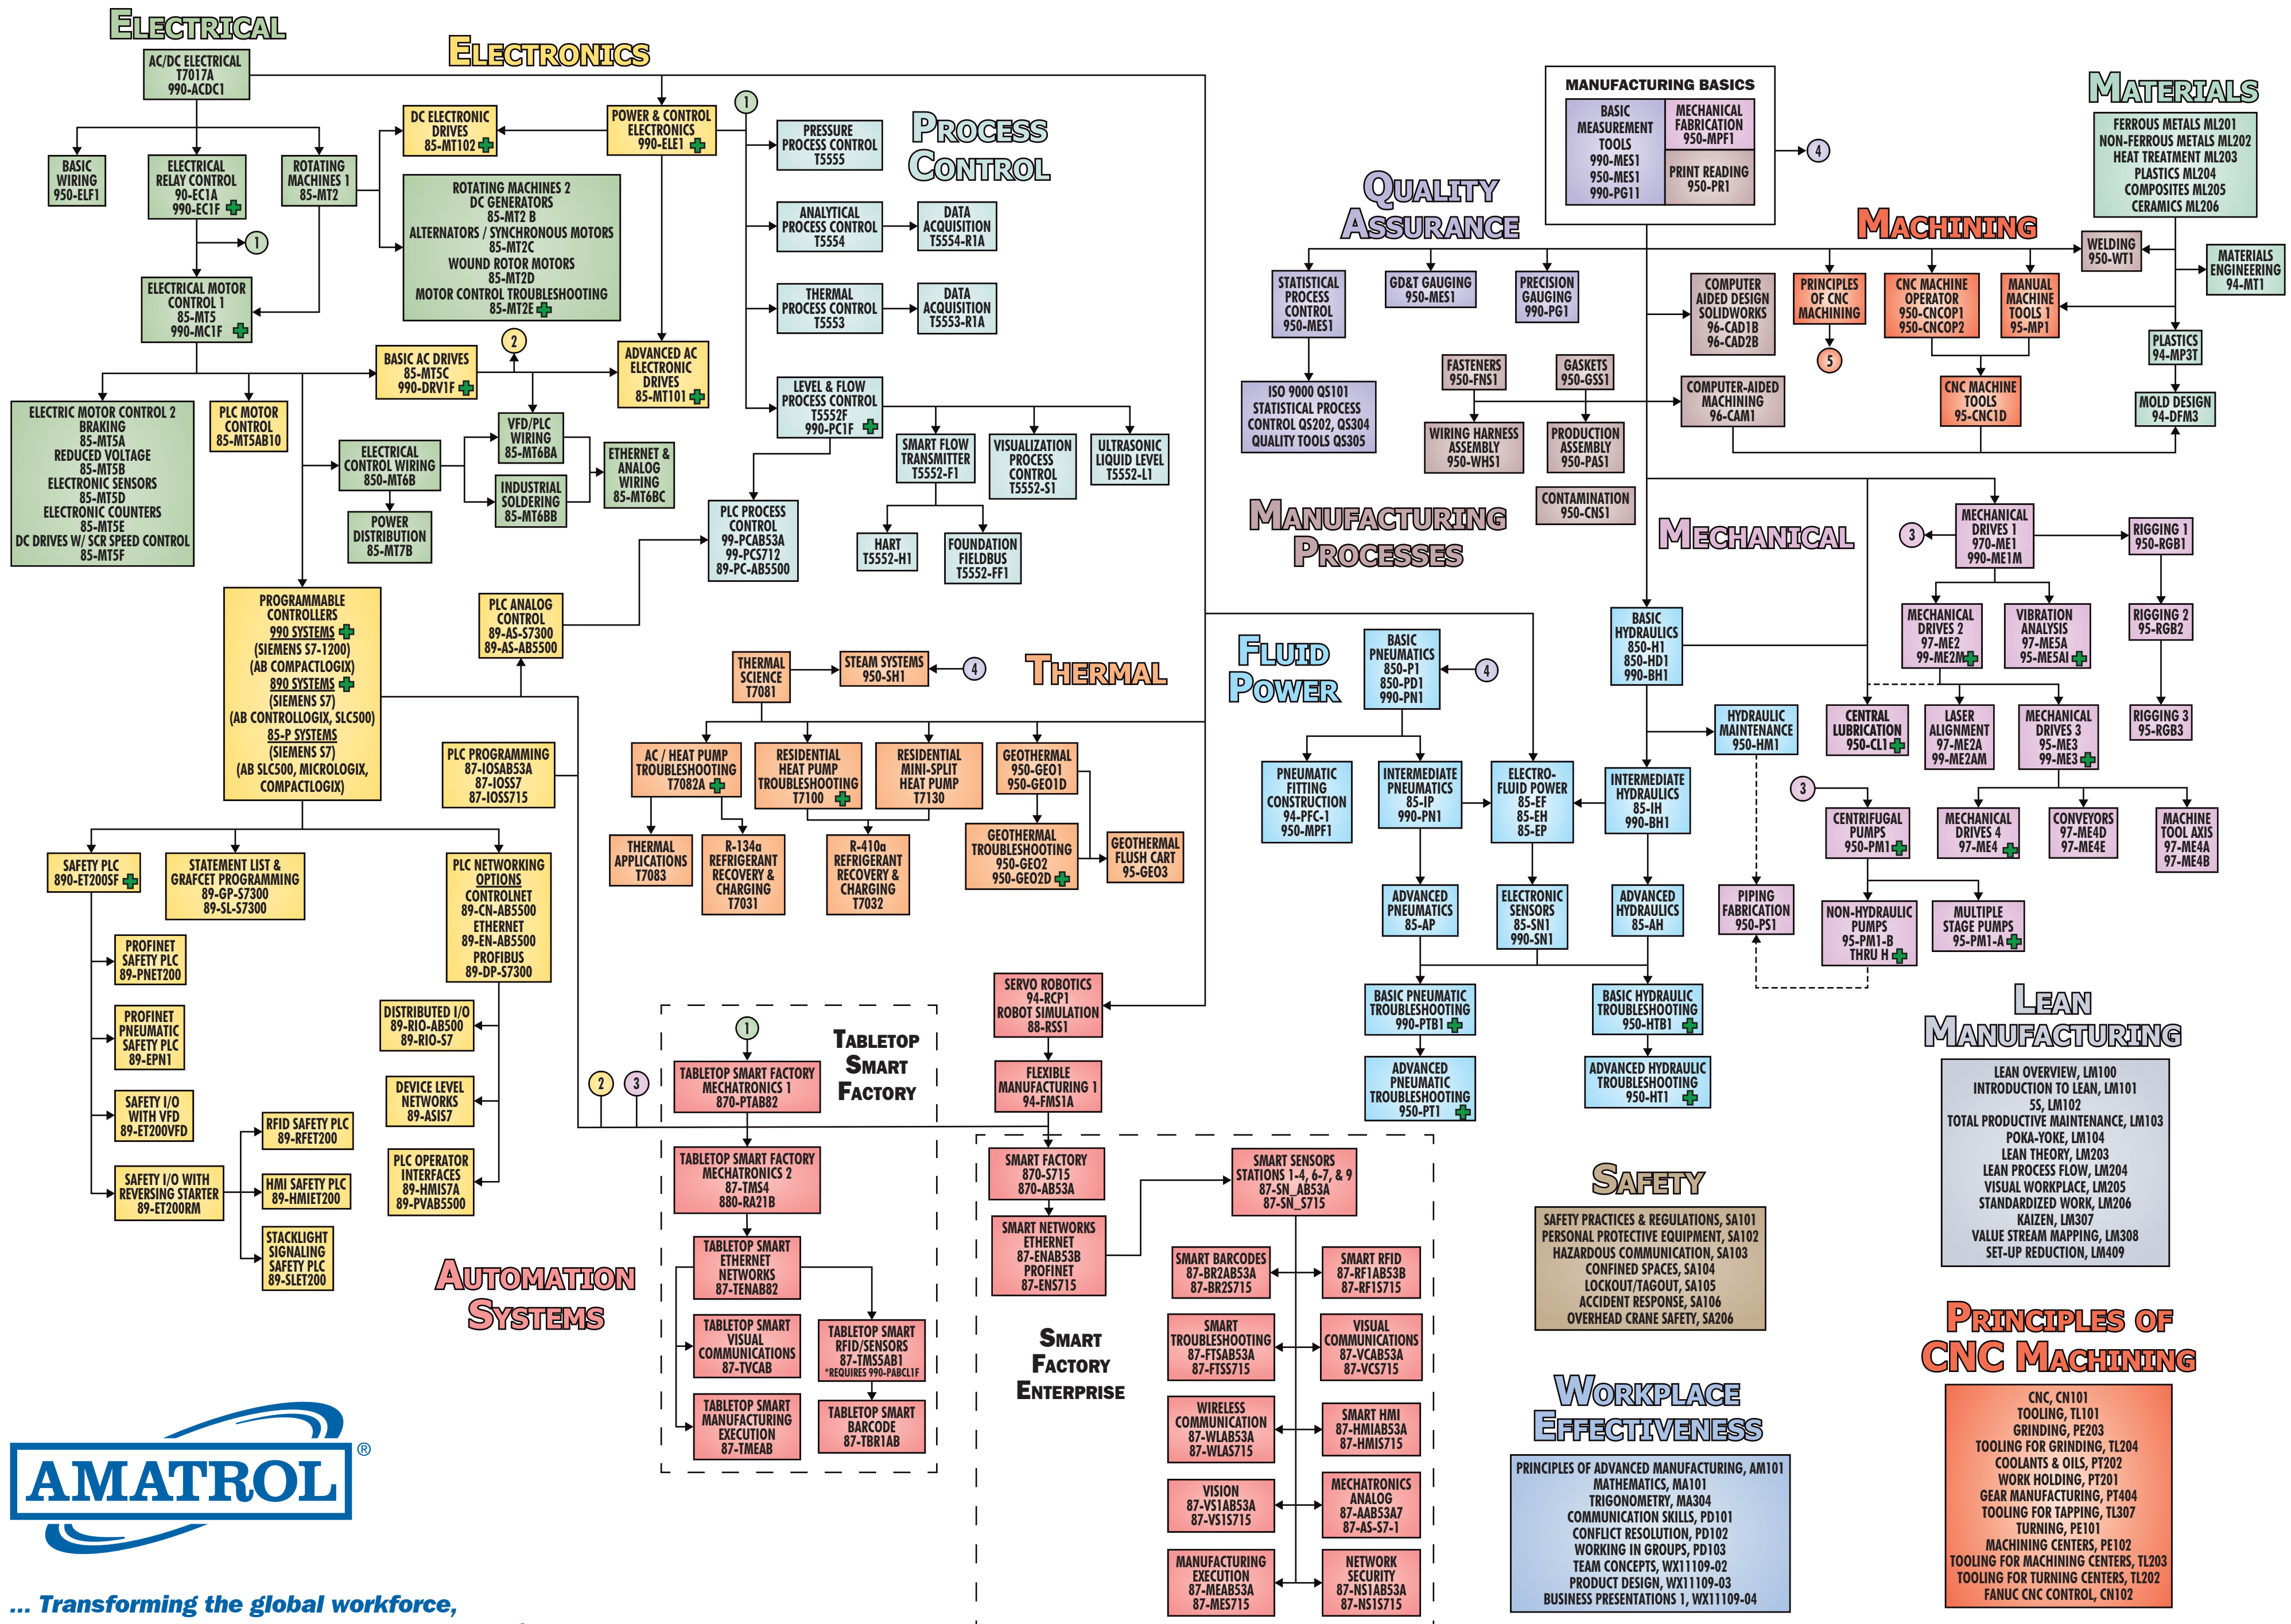 ELECTRICAL
AC/DC ELECTRICAL
T7017A
990-ACDC1
BASIC
WIRING
950-ELF1
ELECTRICAL
RELAY CONTROL
90-EC1A
990-EC1F
ROTATING
MACHINES 1
85-MT2
1
ELECTRICAL MOTOR
CONTROL 1
85-MT5
990-MC1F
ROTATING MACHINES 2
DC GENERATORS
85-MT2 B
ALTERNATORS / SYNCHRONOUS MOTORS
85-MT2C
WOUND ROTOR MOTORS
85-MT2D
MOTOR CONTROL TROUBLESHOOTING
85-MT2E
ELECTRIC MOTOR CONTROL 2
BRAKING
85-MT5A
REDUCED VOLTAGE
85-MT5B
ELECTRONIC SENSORS
85-MT5D
ELECTRONIC COUNTERS
85-MT5E
DC DRIVES W/ SCR SPEED CONTROL
85-MT5F
ELECTRICAL
CONTROL WIRING
850-MT6B
POWER
DISTRIBUTION
85-MT7B
VFD/PLC
WIRING
85-MT6BA
INDUSTRIAL
SOLDERING
85-MT6BB
ETHERNET &
ANALOG
WIRING
85-MT6BC
ELECTRONICS
DC ELECTRONIC
DRIVES
85-MT102
POWER & CONTROL
ELECTRONICS
990-ELE1
2
BASIC AC DRIVES
85-MT5C
990-DRV1F
ADVANCED AC
ELECTRONIC
DRIVES
85-MT101
PLC MOTOR
CONTROL
85-MT5AB10
PROGRAMMABLE
CONTROLLERS
990 SYSTEMS
(SIEMENS S7-1200)
(AB COMPACTLOGIX)
890 SYSTEMS
(SIEMENS S7)
(AB CONTROLLOGIX, SLC500)
85-P SYSTEMS
(SIEMENS S7)
(AB SLC500, MICROLOGIX,
COMPACTLOGIX)
PLC ANALOG
CONTROL
89-AS-S7300
89-AS-AB5500
PLC PROGRAMMING
87-IOSAB53A
87-IOSS7
87-IOSS715
SAFETY PLC
890-ET200SF
STATEMENT LIST &
GRAFCET PROGRAMMING
89-GP-S7300
89-SL-S7300
PLC NETWORKING
OPTIONS
CONTROLNET
89-CN-AB5500
ETHERNET
89-EN-AB5500
PROFIBUS
89-DP-S7300
PROFINET
SAFETY PLC
89-PNET200
PROFINET
PNEUMATIC
SAFETY PLC
89-EPN1
SAFETY I/O
WITH VFD
89-ET200VFD
SAFETY I/O WITH
REVERSING STARTER
89-ET200RM
RFID SAFETY PLC
89-RFET200
HMI SAFETY PLC
89-HMIET200
STACKLIGHT
SIGNALING
SAFETY PLC
89-SLET200
DISTRIBUTED I/O
89-RIO-AB500
89-RIO-S7
DEVICE LEVEL
NETWORKS
89-ASIS7
PLC OPERATOR
INTERFACES
89-HMIS7A
89-PVAB5500
PROCESS
CONTROL
1
PRESSURE
PROCESS CONTROL
T5555
ANALYTICAL
PROCESS CONTROL
T5554
DATA
ACQUISITION
T5554-R1A
THERMAL
PROCESS CONTROL
T5553
DATA
ACQUISITION
T5553-R1A
LEVEL & FLOW
PROCESS CONTROL
T5552F
990-PC1F
SMART FLOW
TRANSMITTER
T5552-F1
VISUALIZATION
PROCESS
CONTROL
T5552-S1
ULTRASONIC
LIQUID LEVEL
T5552-L1
PLC PROCESS
CONTROL
99-PCAB53A
99-PCS712
89-PC-AB5500
HART
T5552-H1
FOUNDATION
FIELDBUS
T5552-FF1
THERMAL
THERMAL
SCIENCE
T7081
STEAM SYSTEMS
950-SH1
4
AC / HEAT PUMP
TROUBLESHOOTING
T7082A
RESIDENTIAL
HEAT PUMP
TROUBLESHOOTING
T7100
RESIDENTIAL
MINI-SPLIT
HEAT PUMP
T7130
GEOTHERMAL
950-GEO1
950-GEO1D
THERMAL
APPLICATIONS
T7083
R-134a
REFRIGERANT
RECOVERY &
CHARGING
T7031
R-410a
REFRIGERANT
RECOVERY &
CHARGING
T7032
GEOTHERMAL
TROUBLESHOOTING
950-GEO2
950-GEO2D
GEOTHERMAL
FLUSH CART
95-GEO3
MANUFACTURING BASICS
BASIC
MEASUREMENT
TOOLS
990-MES1
950-MES1
990-PG11
MECHANICAL
FABRICATION
950-MPF1
PRINT READING
950-PR1
4
QUALITY
ASSURANCE
STATISTICAL
PROCESS
CONTROL
950-MES1
GD&T GAUGING
950-MES1
PRECISION
GAUGING
990-PG1
ISO 9000 QS101
STATISTICAL PROCESS
CONTROL QS202, QS304
QUALITY TOOLS QS305
MACHINING
PRINCIPLES
OF CNC
MACHINING
5
CNC MACHINE
OPERATOR
950-CNCOP1
950-CNCOP2
MANUAL
MACHINE
TOOLS 1
95-MP1
CNC MACHINE
TOOLS
95-CNC1D
MATERIALS
FERROUS METALS ML201
NON-FERROUS METALS ML202
HEAT TREATMENT ML203
PLASTICS ML204
COMPOSITES ML205
CERAMICS ML206
WELDING
950-WT1
MATERIALS
ENGINEERING
94-MT1
PLASTICS
94-MP3T
MOLD DESIGN
94-DFM3
COMPUTER
AIDED DESIGN
SOLIDWORKS
96-CAD1B
96-CAD2B
COMPUTER-AIDED
MACHINING
96-CAM1
FASTENERS
950-FNS1
GASKETS
950-GSS1
WIRING HARNESS
ASSEMBLY
950-WHS1
PRODUCTION
ASSEMBLY
950-PAS1
CONTAMINATION
950-CNS1
MANUFACTURING
PROCESSES
MECHANICAL
3
MECHANICAL
DRIVES 1
970-ME1
990-ME1M
RIGGING 1
950-RGB1
MECHANICAL
DRIVES 2
97-ME2
99-ME2M
VIBRATION
ANALYSIS
97-ME5A
95-ME5AI
RIGGING 2
95-RGB2
CENTRAL
LUBRICATION
950-CL1
LASER
ALIGNMENT
97-ME2A
99-ME2AM
MECHANICAL
DRIVES 3
95-ME3
99-ME3
RIGGING 3
95-RGB3
3
CENTRIFUGAL
PUMPS
950-PM1
MECHANICAL
DRIVES 4
97-ME4
CONVEYORS
97-ME4D
97-ME4E
MACHINE
TOOL AXIS
97-ME4A
97-ME4B
PIPING
FABRICATION
950-PS1
NON-HYDRAULIC
PUMPS
95-PM1-B
THRU H
MULTIPLE
STAGE PUMPS
95-PM1-A
FLUID
POWER
BASIC
PNEUMATICS
850-P1
850-PD1
990-PN1
4
BASIC
HYDRAULICS
850-H1
850-HD1
990-BH1
HYDRAULIC
MAINTENANCE
950-HM1
PNEUMATIC
FITTING
CONSTRUCTION
94-PFC-1
950-MPF1
INTERMEDIATE
PNEUMATICS
85-IP
990-PN1
ELECTRO-
FLUID POWER
85-EF
85-EH
85-EP
INTERMEDIATE
HYDRAULICS
85-IH
990-BH1
ADVANCED
PNEUMATICS
85-AP
ELECTRONIC
SENSORS
85-SN1
990-SN1
ADVANCED
HYDRAULICS
85-AH
BASIC PNEUMATIC
TROUBLESHOOTING
990-PTB1
BASIC HYDRAULIC
TROUBLESHOOTING
950-HTB1
ADVANCED
PNEUMATIC
TROUBLESHOOTING
950-PT1
ADVANCED HYDRAULIC
TROUBLESHOOTING
950-HT1
AUTOMATION
SYSTEMS
2
3
TABLETOP
SMART
FACTORY
1
TABLETOP SMART FACTORY
MECHATRONICS 1
870-PTAB82
TABLETOP SMART FACTORY
MECHATRONICS 2
87-TMS4
880-RA21B
TABLETOP SMART
ETHERNET
NETWORKS
87-TENAB82
TABLETOP SMART
VISUAL
COMMUNICATIONS
87-TVCAB
TABLETOP SMART
RFID/SENSORS
87-TMS5AB1
*REQUIRES 990-PABCL1F
TABLETOP SMART
MANUFACTURING
EXECUTION
87-TMEAB
TABLETOP SMART
BARCODE
87-TBR1AB
SERVO ROBOTICS
94-RCP1
ROBOT SIMULATION
88-RSS1
FLEXIBLE
MANUFACTURING 1
94-FMS1A
SMART FACTORY
870-S715
870-AB53A
SMART NETWORKS
ETHERNET
87-ENAB53B
PROFINET
87-ENS715
SMART
FACTORY
ENTERPRISE
SMART SENSORS
STATIONS 1-4, 6-7, & 9
87-SN_AB53A
87-SN_S715
SMART BARCODES
87-BR2AB53A
87-BR2S715
SMART RFID
87-RF1AB53B
87-RF1S715
SMART
TROUBLESHOOTING
87-FTSAB53A
87-FTSS715
VISUAL
COMMUNICATIONS
87-VCAB53A
87-VCS715
WIRELESS
COMMUNICATION
87-WLAB53A
87-WLAS715
SMART HMI
87-HMIAB53A
87-HMIS715
VISION
87-VS1AB53A
87-VS1S715
MECHATRONICS
ANALOG
87-AAB53A7
87-AS-S7-1
MANUFACTURING
EXECUTION
87-MEAB53A
87-MES715
NETWORK
SECURITY
87-NS1AB53A
87-NS1S715
SAFETY
SAFETY PRACTICES & REGULATIONS, SA101
PERSONAL PROTECTIVE EQUIPMENT, SA102
HAZARDOUS COMMUNICATION, SA103
CONFINED SPACES, SA104
LOCKOUT/TAGOUT, SA105
ACCIDENT RESPONSE, SA106
OVERHEAD CRANE SAFETY, SA206
WORKPLACE
EFFECTIVENESS
PRINCIPLES OF ADVANCED MANUFACTURING, AM101
MATHEMATICS, MA101
TRIGONOMETRY, MA304
COMMUNICATION SKILLS, PD101
CONFLICT RESOLUTION, PD102
WORKING IN GROUPS, PD103
TEAM CONCEPTS, WX11109-02
PRODUCT DESIGN, WX11109-03
BUSINESS PRESENTATIONS 1, WX11109-04
LEAN
MANUFACTURING
LEAN OVERVIEW, LM100
INTRODUCTION TO LEAN, LM101
5S, LM102
TOTAL PRODUCTIVE MAINTENANCE, LM103
POKA-YOKE, LM104
LEAN THEORY, LM203
LEAN PROCESS FLOW, LM204
VISUAL WORKPLACE, LM205
STANDARDIZED WORK, LM206
KAIZEN, LM307
VALUE STREAM MAPPING, LM308
SET-UP REDUCTION, LM409
PRINCIPLES OF
CNC MACHINING
CNC, CN101
TOOLING, TL101
GRINDING, PE203
TOOLING FOR GRINDING, TL204
COOLANTS & OILS, PT202
WORK HOLDING, PT201
GEAR MANUFACTURING, PT404
TOOLING FOR TAPPING, TL307
TURNING, PE101
MACHINING CENTERS, PE102
TOOLING FOR MACHINING CENTERS, TL203
TOOLING FOR TURNING CENTERS, TL202
FANUC CNC CONTROL, CN102
AMATROL®
... Transforming the global workforce,